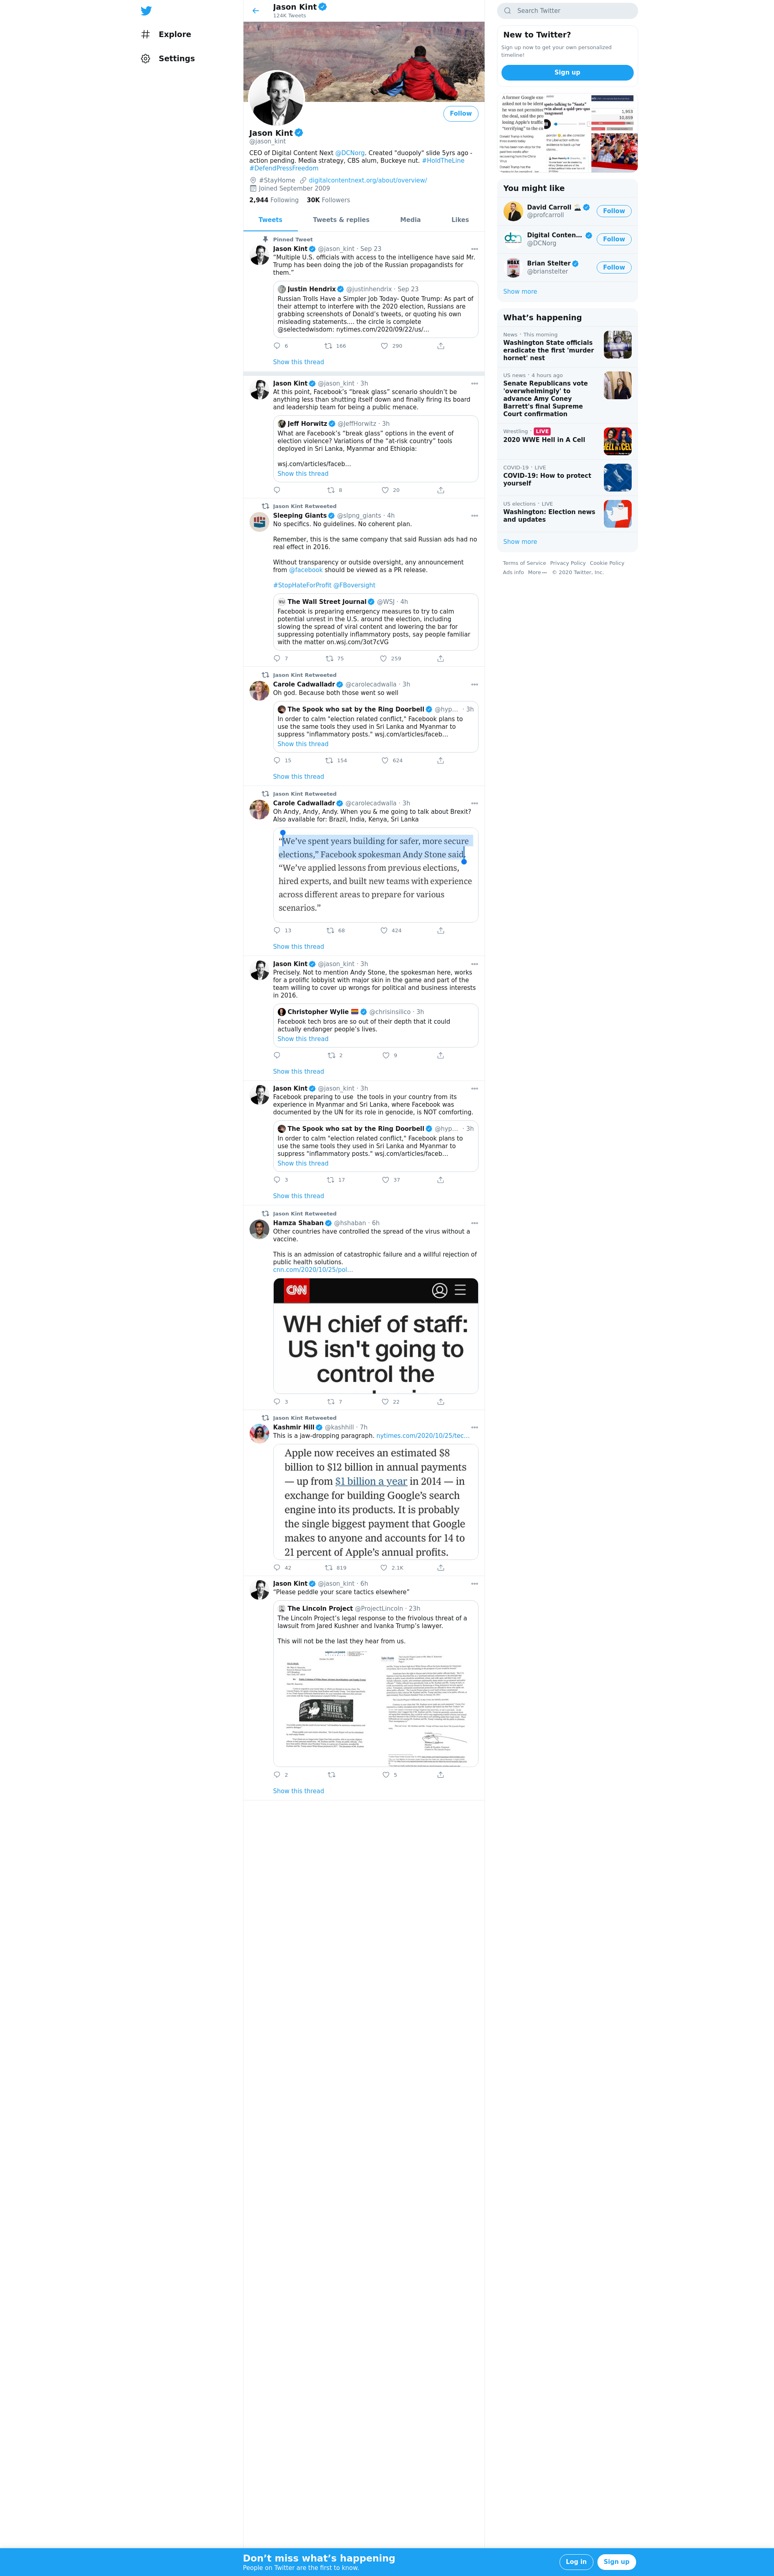 Explore
Settings
Jason Kint
124K Tweets
Follow
Jason Kint
@jason_kint
CEO of Digital Content Next @DCNorg. Created "duopoly" slide 5yrs ago -
action pending. Media strategy, CBS alum, Buckeye nut. #HoldTheLine
#DefendPressFreedom
#StayHome digitalcontentnext.org/about/overview/
Joined September 2009
2,944 Following 30K Followers
Tweets Tweets & replies Media Likes
Pinned Tweet
Jason Kint @jason_kint · Sep 23
“Multiple U.S. officials with access to the intelligence have said Mr.
Trump has been doing the job of the Russian propagandists for
them.”
Justin Hendrix @justinhendrix · Sep 23
Russian Trolls Have a Simpler Job Today- Quote Trump: As part of
their attempt to interfere with the 2020 election, Russians are
grabbing screenshots of Donald’s tweets, or quoting his own
misleading statements.... the circle is complete
@selectedwisdom: nytimes.com/2020/09/22/us/…
6 166 290
Show this thread
Jason Kint @jason_kint · 3h
At this point, Facebook’s “break glass” scenario shouldn’t be
anything less than shutting itself down and finally firing its board
and leadership team for being a public menace.
Jeff Horwitz @JeffHorwitz · 3h
What are Facebook’s “break glass” options in the event of
election violence? Variations of the “at-risk country” tools
deployed in Sri Lanka, Myanmar and Ethiopia:
wsj.com/articles/faceb…
Show this thread
8 20
Jason Kint Retweeted
Sleeping Giants @slpng_giants · 4h
No specifics. No guidelines. No coherent plan.
Remember, this is the same company that said Russian ads had no
real effect in 2016.
Without transparency or outside oversight, any announcement
from @facebook should be viewed as a PR release.
#StopHateForProfit @FBoversight
The Wall Street Journal @WSJ · 4h
Facebook is preparing emergency measures to try to calm
potential unrest in the U.S. around the election, including
slowing the spread of viral content and lowering the bar for
suppressing potentially inflammatory posts, say people familiar
with the matter on.wsj.com/3ot7cVG
7 75 259
Jason Kint Retweeted
Carole Cadwalladr @carolecadwalla · 3h
Oh god. Because both those went so well
The Spook who sat by the Ring Doorbell @hyp… · 3h
In order to calm "election related conflict," Facebook plans to
use the same tools they used in Sri Lanka and Myanmar to
suppress "inflammatory posts." wsj.com/articles/faceb…
Show this thread
15 154 624
Show this thread
Jason Kint Retweeted
Carole Cadwalladr @carolecadwalla · 3h
Oh Andy, Andy, Andy. When you & me going to talk about Brexit?
Also available for: Brazil, India, Kenya, Sri Lanka
“We’ve spent years building for safer, more secure
elections,” Facebook spokesman Andy Stone said.
“We’ve applied lessons from previous elections,
hired experts, and built new teams with experience
across different areas to prepare for various
scenarios.”
13 68 424
Show this thread
Jason Kint @jason_kint · 3h
Precisely. Not to mention Andy Stone, the spokesman here, works
for a prolific lobbyist with major skin in the game and part of the
team willing to cover up wrongs for political and business interests
in 2016.
Christopher Wylie @chrisinsilico · 3h
Facebook tech bros are so out of their depth that it could
actually endanger people’s lives.
Show this thread
2 9
Show this thread
Jason Kint @jason_kint · 3h
Facebook preparing to use the tools in your country from its
experience in Myanmar and Sri Lanka, where Facebook was
documented by the UN for its role in genocide, is NOT comforting.
The Spook who sat by the Ring Doorbell @hyp… · 3h
In order to calm "election related conflict," Facebook plans to
use the same tools they used in Sri Lanka and Myanmar to
suppress "inflammatory posts." wsj.com/articles/faceb…
Show this thread
3 17 37
Show this thread
Jason Kint Retweeted
Hamza Shaban @hshaban · 6h
Other countries have controlled the spread of the virus without a
vaccine.
This is an admission of catastrophic failure and a willful rejection of
public health solutions.
cnn.com/2020/10/25/pol…
CNN
WH chief of staff:
US isn't going to
control the
3 7 22
Jason Kint Retweeted
Kashmir Hill @kashhill · 7h
This is a jaw-dropping paragraph. nytimes.com/2020/10/25/tec…
Apple now receives an estimated $8
billion to $12 billion in annual payments
— up from $1 billion a year in 2014 — in
exchange for building Google’s search
engine into its products. It is probably
the single biggest payment that Google
makes to anyone and accounts for 14 to
21 percent of Apple’s annual profits.
42 819 2.1K
Jason Kint @jason_kint · 6h
“Please peddle your scare tactics elsewhere”
The Lincoln Project @ProjectLincoln · 23h
The Lincoln Project’s legal response to the frivolous threat of a
lawsuit from Jared Kushner and Ivanka Trump’s lawyer.
This will not be the last they hear from us.
2 5
Show this thread
Search Twitter
New to Twitter?
Sign up now to get your own personalized
timeline!
Sign up
1,953
10,859
You might like
David Carroll
@profcarroll
Follow
Digital Conten…
@DCNorg
Follow
Brian Stelter
@brianstelter
Follow
Show more
What’s happening
News · This morning
Washington State officials
eradicate the first 'murder
hornet' nest
US news · 4 hours ago
Senate Republicans vote
'overwhelmingly' to
advance Amy Coney
Barrett's final Supreme
Court confirmation
Wrestling · LIVE
2020 WWE Hell in A Cell
COVID-19 · LIVE
COVID-19: How to protect
yourself
US elections · LIVE
Washington: Election news
and updates
Show more
Terms of Service Privacy Policy Cookie Policy
Ads info More © 2020 Twitter, Inc.
Don’t miss what’s happening
People on Twitter are the first to know.
Log in Sign up